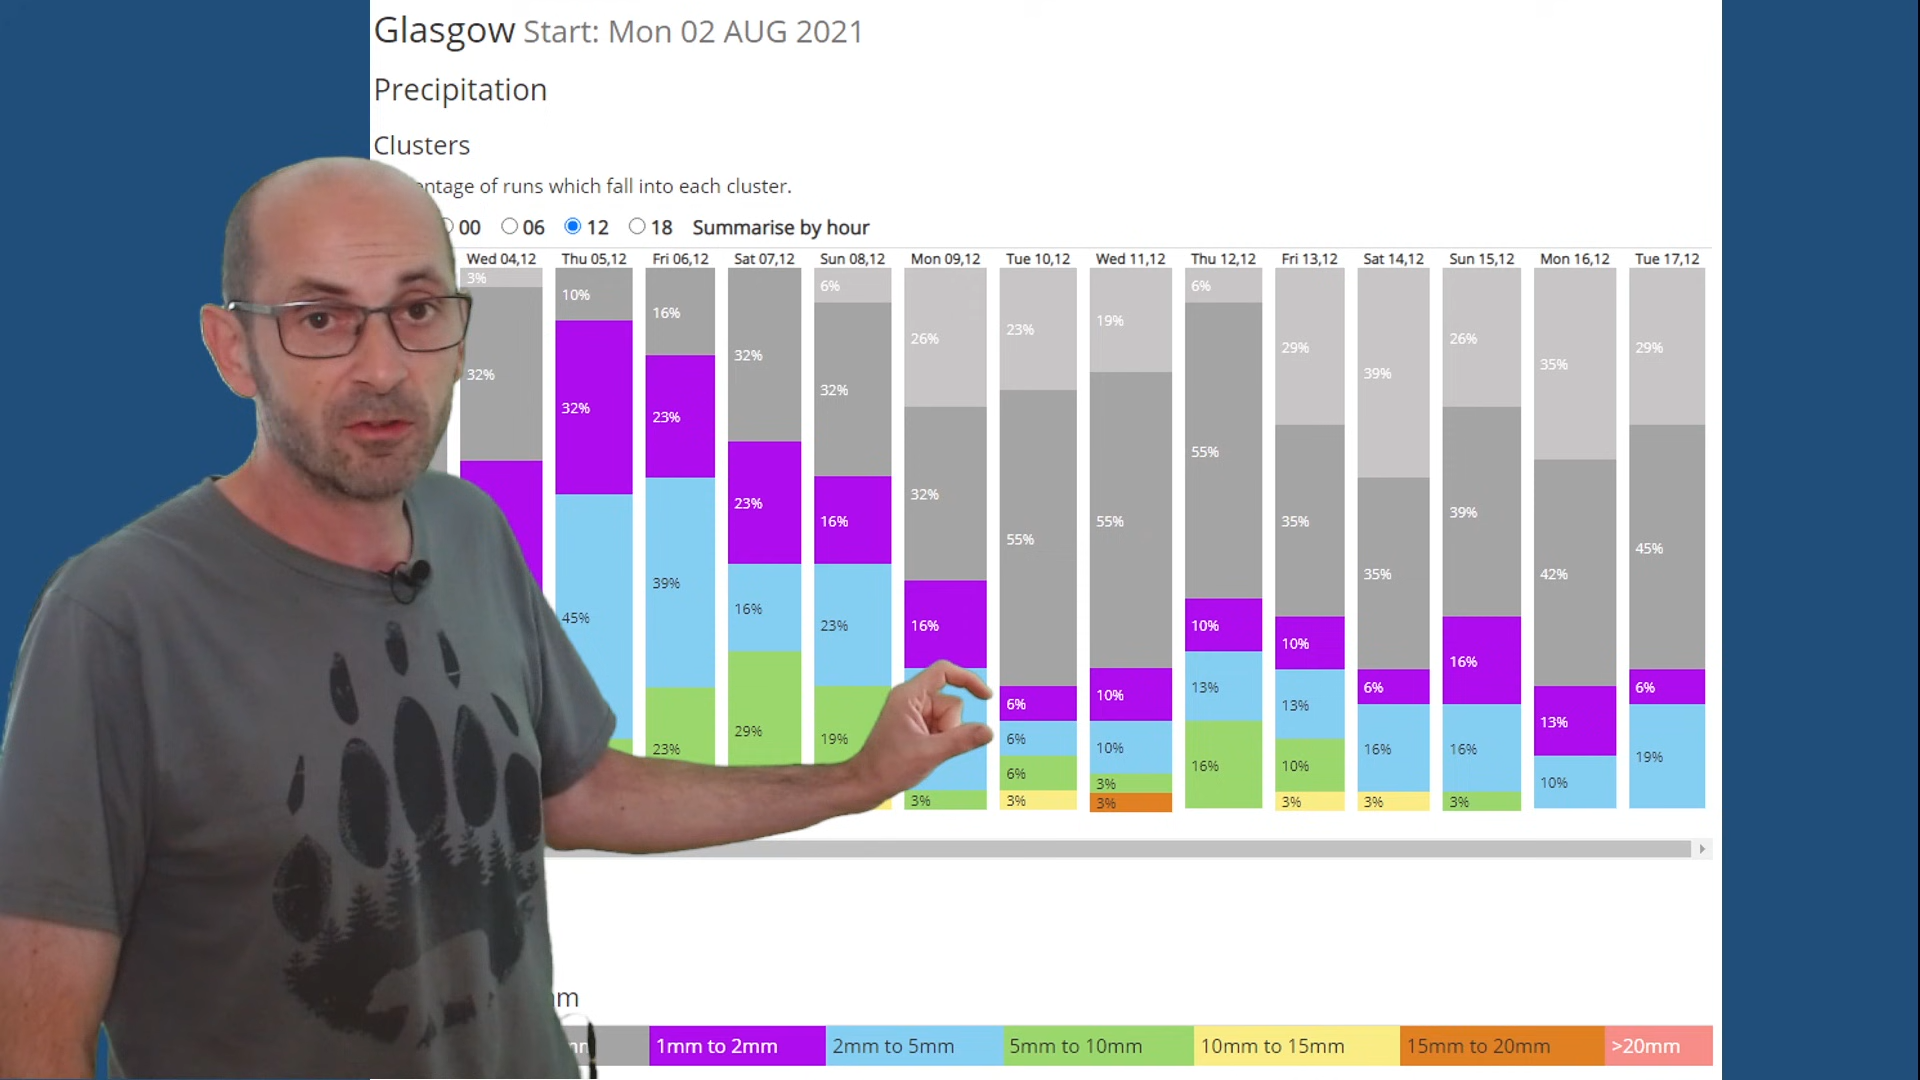 Glasgow Start: Mon 02 AUG 2021
Precipitation
Clusters
of runs which fall into each cluster.
00 06 12 18 Summarise by hour
Wed 04,12 Thu 05,12 Fri 06,12 Sat 07,12 Sun 08,12 Mon 09,12 Tue 10,12 Wed 11,12 Thu 12,12 Fri 13,12 Sat 14,12 Sun 15,12 Mon 16,12 Tue 17,12
3% 32%
10% 32% 45%
16% 23% 39% 23%
32% 23% 16% 29%
6% 32% 16% 23% 19%
26% 32% 16% 3%
23% 55% 6% 6% 6% 3%
19% 55% 10% 10% 3% 3%
6% 55% 10% 13% 16%
29% 35% 10% 13% 10% 3%
39% 35% 6% 16% 3%
26% 39% 16% 16% 3%
35% 42% 13% 10%
29% 45% 6% 19%
1mm to 2mm 2mm to 5mm 5mm to 10mm 10mm to 15mm 15mm to 20mm >20mm